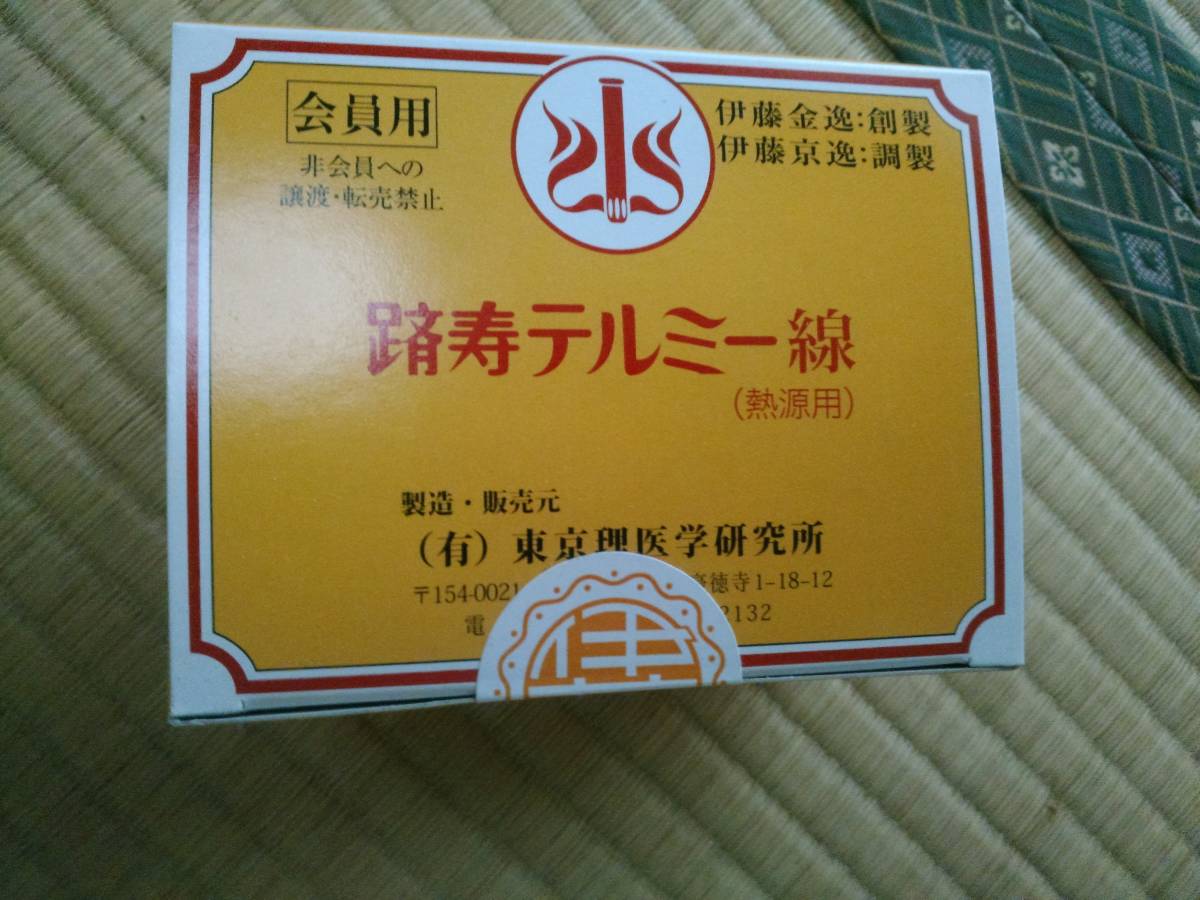 会員用
非会員への
譲渡・転売禁止
伊藤金逸:創製
伊藤京逸:調製
躋寿テルミー線
(熱源用)
製造・販売元
(有)東京理医学研究所
〒154-0021 豪徳寺1-18-12
電 2132